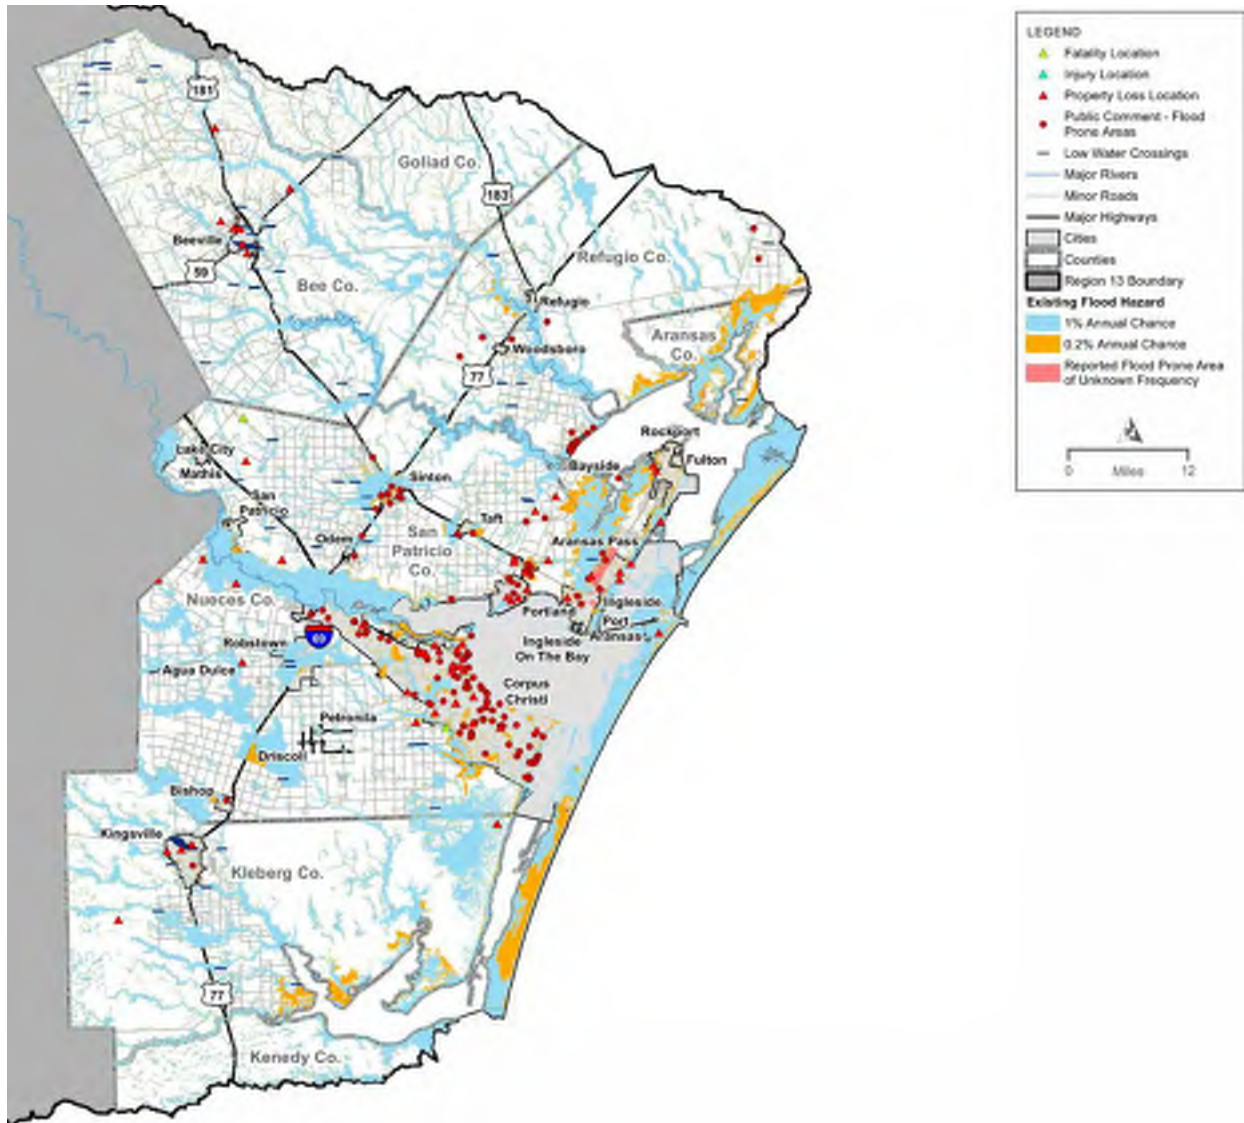 LEGEND
Fatality Location
Injury Location
Property Loss Location
Public Comment - Flood
Prone Areas
Low Water Crossings
Major Rivers
Minor Roads
Major Highways
Cities
Counties
Region 13 Boundary
Existing Flood Hazard
1% Annual Chance
0.2% Annual Chance
Reported Flood Prone Area
of Unknown Frequency
0 12
Miles
181
Goliad Co.
183
Beeville
59
Refugio Co.
Bee Co.
Refugio
Aransas
Co.
Woodsboro
77
Rockport
Lake City
Fulton
Mathis
Bayside
Sinton
San
Patricio
Taft
Odem
San
Patricio
Co.
Aransas Pass
Nueces Co.
Ingleside
Portland
Port
Aransas
69
Robstown
Ingleside
On The Bay
Agua Dulce
Corpus
Christi
Petronila
Driscoll
Bishop
Kingsville
Kleberg Co.
77
Kenedy Co.